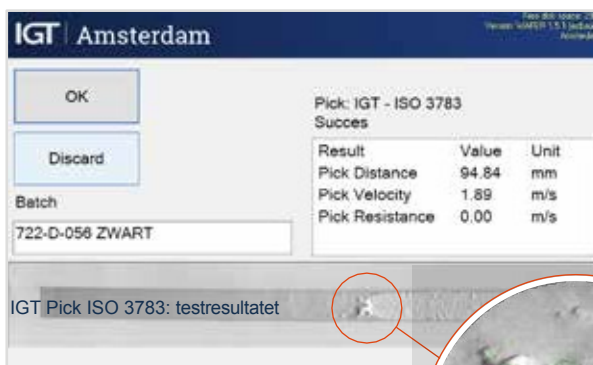 IGT Amsterdam
OK
Discard
Batch
722-D-056 ZWART
Pick: IGT - ISO 3783
Succes
Result Value Unit
Pick Distance 94.84 mm
Pick Velocity 1.89 m/s
Pick Resistance 0.00 m/s
IGT Pick ISO 3783: testresultatet